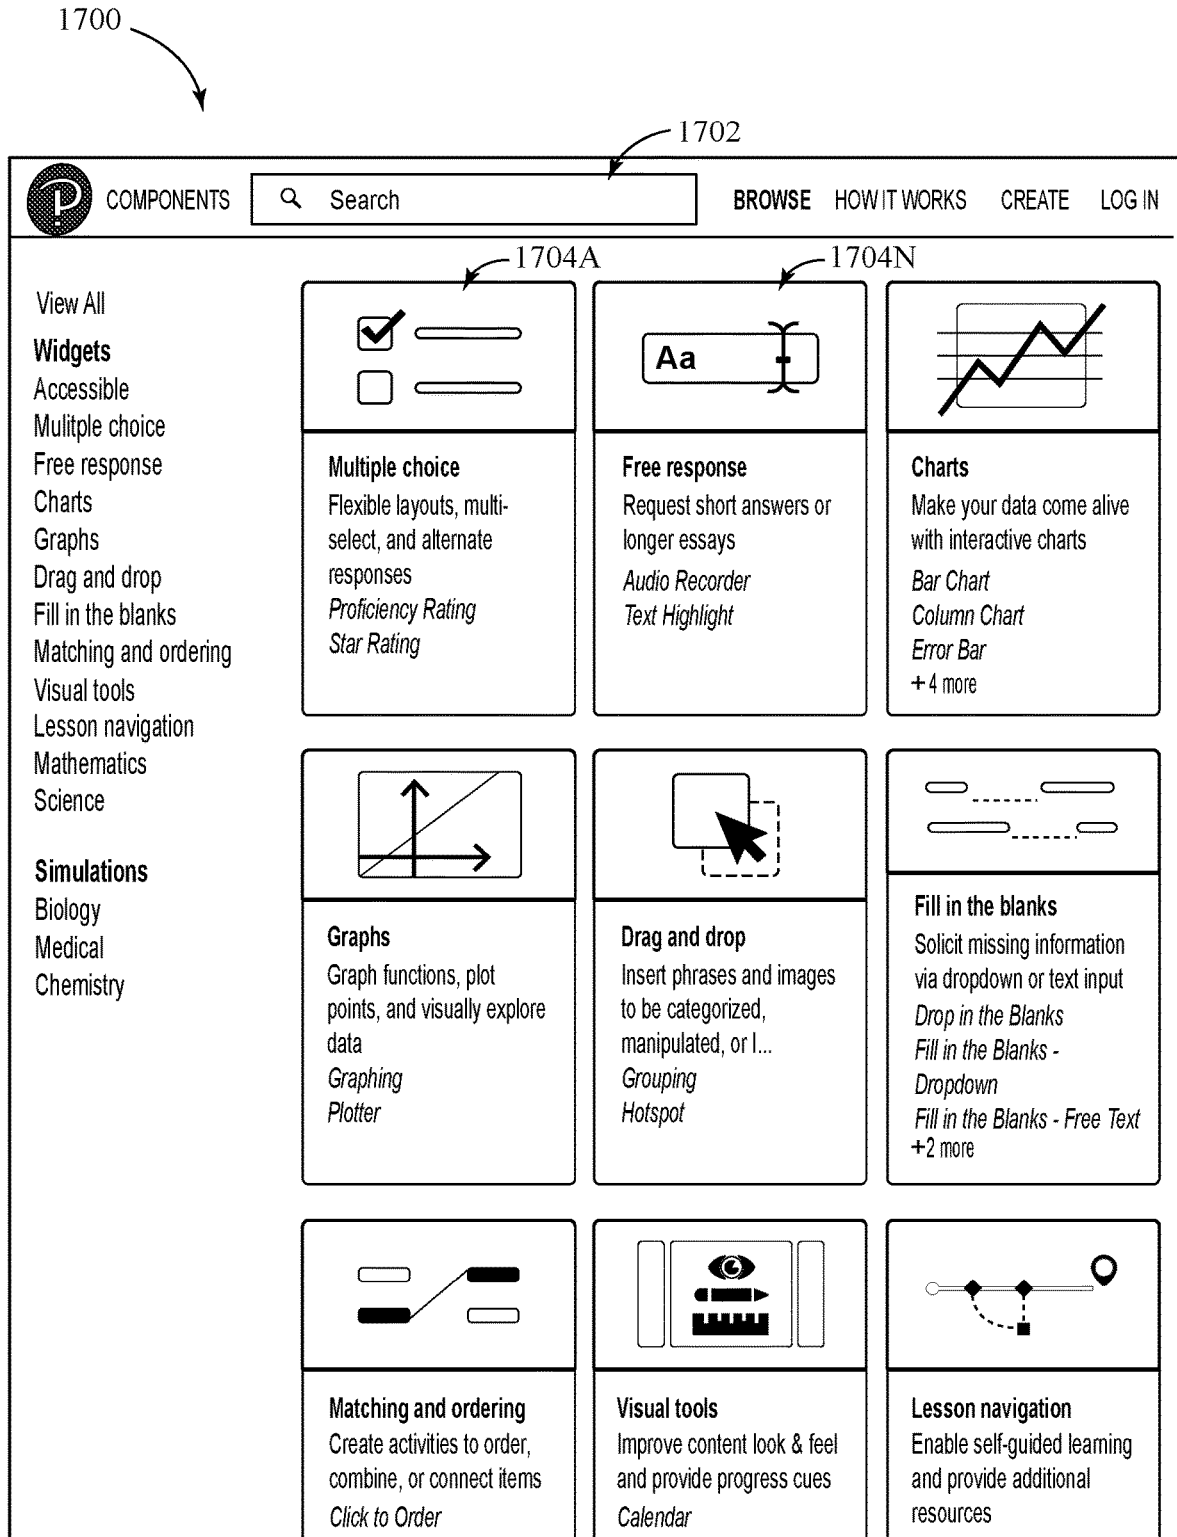 1700
1702
COMPONENTS
Search
BROWSE HOW IT WORKS CREATE LOG IN
1704A
1704N
View All
Widgets
Accessible
Mulitple choice
Free response
Charts
Graphs
Drag and drop
Fill in the blanks
Matching and ordering
Visual tools
Lesson navigation
Mathematics
Science
Simulations
Biology
Medical
Chemistry
Multiple choice
Flexible layouts, multi-
select, and alternate
responses
Proficiency Rating
Star Rating
Aa
Free response
Request short answers or
longer essays
Audio Recorder
Text Highlight
Charts
Make your data come alive
with interactive charts
Bar Chart
Column Chart
Error Bar
+4 more
Graphs
Graph functions, plot
points, and visually explore
data
Graphing
Plotter
Drag and drop
Insert phrases and images
to be categorized,
manipulated, or l...
Grouping
Hotspot
Fill in the blanks
Solicit missing information
via dropdown or text input
Drop in the Blanks
Fill in the Blanks -
Dropdown
Fill in the Blanks - Free Text
+2 more
Matching and ordering
Create activities to order,
combine, or connect items
Click to Order
Visual tools
Improve content look & feel
and provide progress cues
Calendar
Lesson navigation
Enable self-guided learning
and provide additional
resources